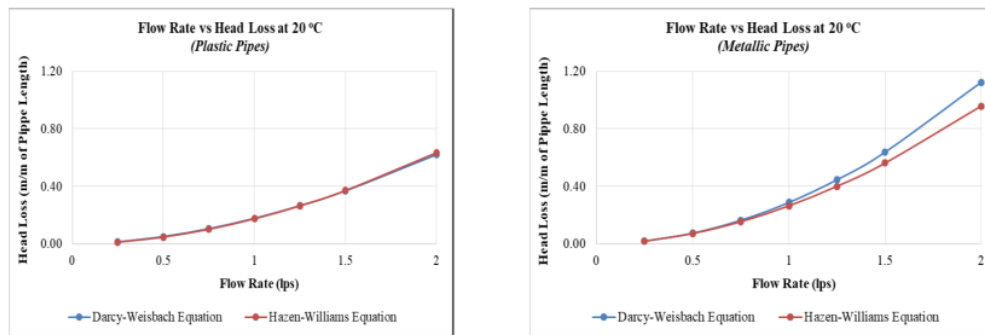 Flow Rate vs Head Loss at 20 °C
(Plastic Pipes)
Head Loss (m/m of Pippe Length)
1.20
0.80
0.40
0.00
0
0.5
1
1.5
2
Flow Rate (lps)
Darcy-Weisbach Equation
Hazen-Williams Equation
Flow Rate vs Head Loss at 20 °C
(Metallic Pipes)
Head Loss (m/m of Pippe Length)
1.20
0.80
0.40
0.00
0
0.5
1
1.5
2
Flow Rate (lps)
Darcy-Weisbach Equation
Hazen-Williams Equation